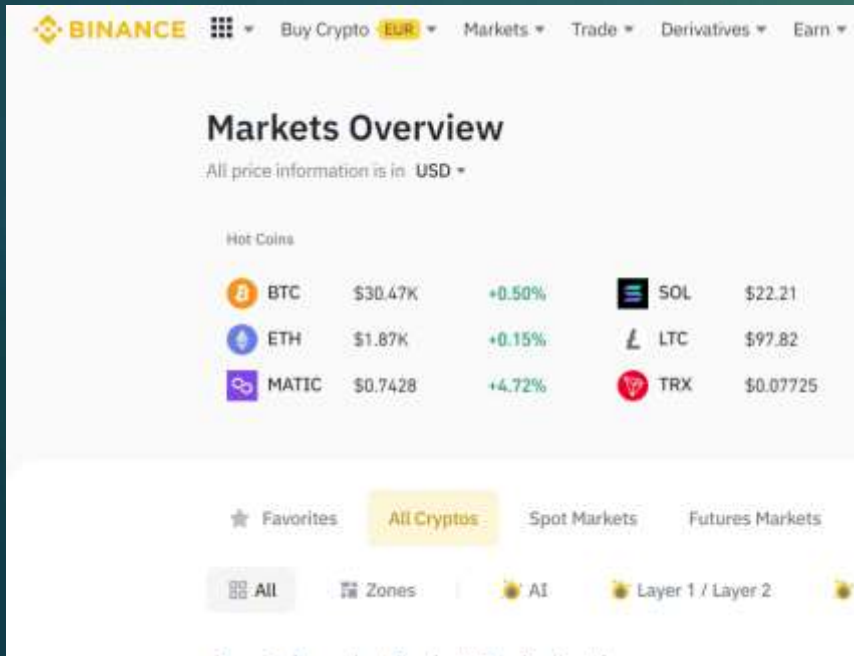 BINANCE Buy Crypto EUR Markets Trade Derivatives Earn
Markets Overview
All price information is in USD
Hot Coins
BTC $30.47K +0.50% SOL $22.21
ETH $1.87K +0.15% LTC $97.82
MATIC $0.7428 +4.72% TRX $0.07725
Favorites All Cryptos Spot Markets Futures Markets
All Zones AI Layer 1 / Layer 2